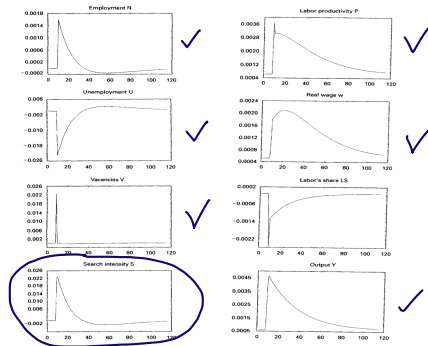 Employment N
0.0018
0.0014
0.0010
0.0006
0.0002
−0.0002
0 20 40 60 80 100 120
Labor productivity P
0.0036
0.0028
0.0020
0.0012
0.0004
0 20 40 60 80 100 120
Unemployment U
0.006
−0.002
−0.010
−0.018
−0.026
0 20 40 60 80 100 120
Real wage w
0.0024
0.0020
0.0016
0.0012
0.0008
0.0004
0 20 40 60 80 100 120
Vacancies V
0.026
0.022
0.018
0.014
0.010
0.006
0.002
0 20 40 60 80 100 120
Labor's share LS
0.0002
−0.0006
−0.0014
−0.0022
0 20 40 60 80 100 120
Search intensity S
0.026
0.022
0.018
0.014
0.010
0.006
−0.002
0 20 40 60 80 100 120
Output Y
0.0045
0.0035
0.0025
0.0015
0.0005
0 20 40 60 80 100 120